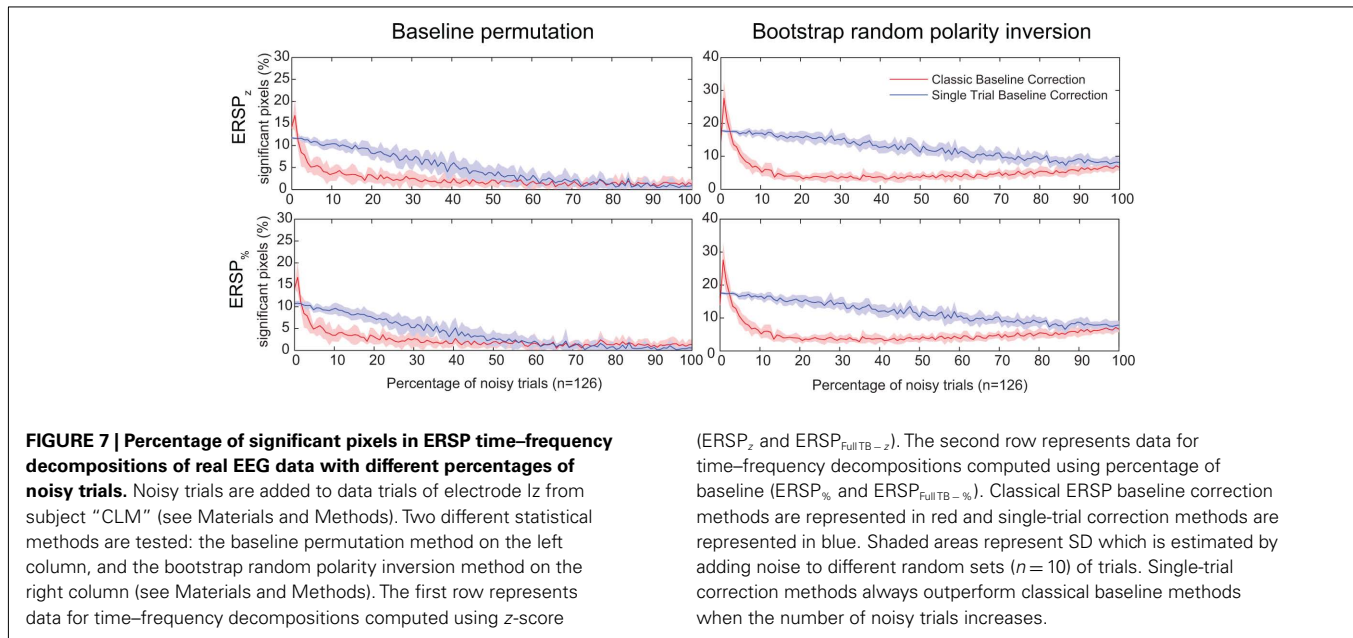 Baseline permutation
Bootstrap random polarity inversion
ERSPz
significant pixels (%)
30
25
20
15
10
5
0
0 10 20 30 40 50 60 70 80 90 100
40
30
20
10
0
0 10 20 30 40 50 60 70 80 90 100
Classic Baseline Correction
Single Trial Baseline Correction
ERSP%
significant pixels (%)
30
25
20
15
10
5
0
0 10 20 30 40 50 60 70 80 90 100
Percentage of noisy trials (n=126)
40
30
20
10
0
0 10 20 30 40 50 60 70 80 90 100
Percentage of noisy trials (n=126)
FIGURE 7 | Percentage of significant pixels in ERSP time–frequency
decompositions of real EEG data with different percentages of
noisy trials. Noisy trials are added to data trials of electrode Iz from
subject “CLM” (see Materials and Methods). Two different statistical
methods are tested: the baseline permutation method on the left
column, and the bootstrap random polarity inversion method on the
right column (see Materials and Methods). The first row represents
data for time–frequency decompositions computed using z-score
(ERSPz and ERSPFull TB – z). The second row represents data for
time–frequency decompositions computed using percentage of
baseline (ERSP% and ERSPFull TB – %). Classical ERSP baseline correction
methods are represented in red and single-trial correction methods are
represented in blue. Shaded areas represent SD which is estimated by
adding noise to different random sets (n = 10) of trials. Single-trial
correction methods always outperform classical baseline methods
when the number of noisy trials increases.